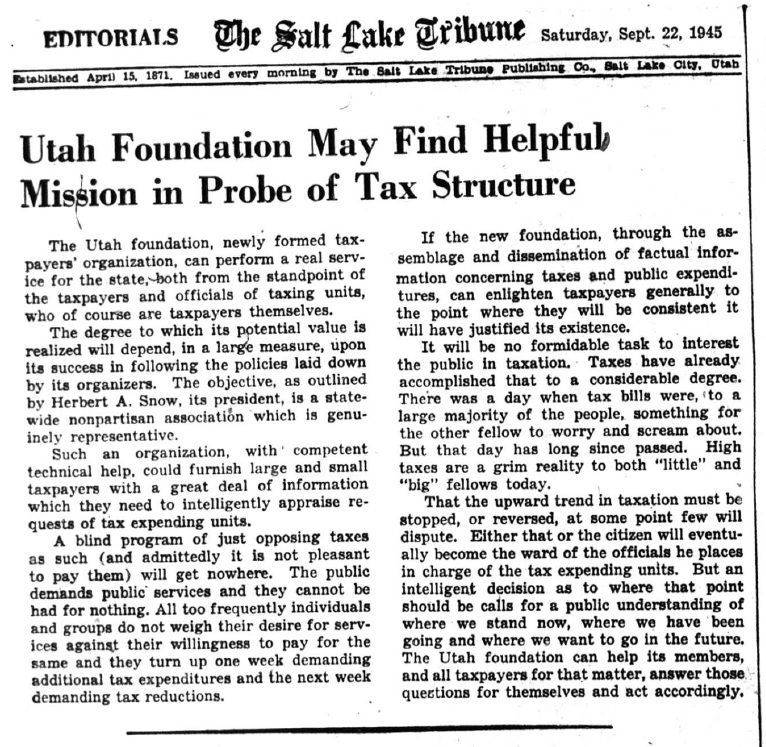 EDITORIALS The Salt Lake Tribune Saturday, Sept. 22, 1945
Established April 15, 1871. Issued every morning by The Salt Lake Tribune Publishing Co., Salt Lake City, Utah
Utah Foundation May Find Helpful
Mission in Probe of Tax Structure
The Utah foundation, newly formed tax-
payers' organization, can perform a real serv-
ice for the state, both from the standpoint of
the taxpayers and officials of taxing units,
who of course are taxpayers themselves.
The degree to which its potential value is
realized will depend, in a large measure, upon
its success in following the policies laid down
by its organizers. The objective, as outlined
by Herbert A. Snow, its president, is a state-
wide nonpartisan association which is genu-
inely representative.
Such an organization, with competent
technical help, could furnish large and small
taxpayers with a great deal of information
which they need to intelligently appraise re-
quests of tax expending units.
A blind program of just opposing taxes
as such (and admittedly it is not pleasant
to pay them) will get nowhere. The public
demands public services and they cannot be
had for nothing. All too frequently individuals
and groups do not weigh their desire for serv-
ices against their willingness to pay for the
same and they turn up one week demanding
additional tax expenditures and the next week
demanding tax reductions.
If the new foundation, through the as-
semblage and dissemination of factual infor-
mation concerning taxes and public expendi-
tures, can enlighten taxpayers generally to
the point where they will be consistent it
will have justified its existence.
It will be no formidable task to interest
the public in taxation. Taxes have already
accomplished that to a considerable degree.
There was a day when tax bills were, to a
large majority of the people, something for
the other fellow to worry and scream about.
But that day has long since passed. High
taxes are a grim reality to both "little" and
"big" fellows today.
That the upward trend in taxation must be
stopped, or reversed, at some point few will
dispute. Either that or the citizen will eventu-
ally become the ward of the officials he places
in charge of the tax expending units. But an
intelligent decision as to where that point
should be calls for a public understanding of
where we stand now, where we have been
going and where we want to go in the future.
The Utah foundation can help its members,
and all taxpayers for that matter, answer those
questions for themselves and act accordingly.